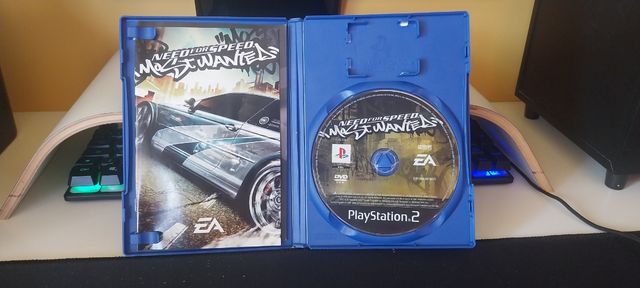 NEED FOR SPEED
MOST WANTED
EA
NEED FOR SPEED
MOST WANTED
DVD
EA
PlayStation 2